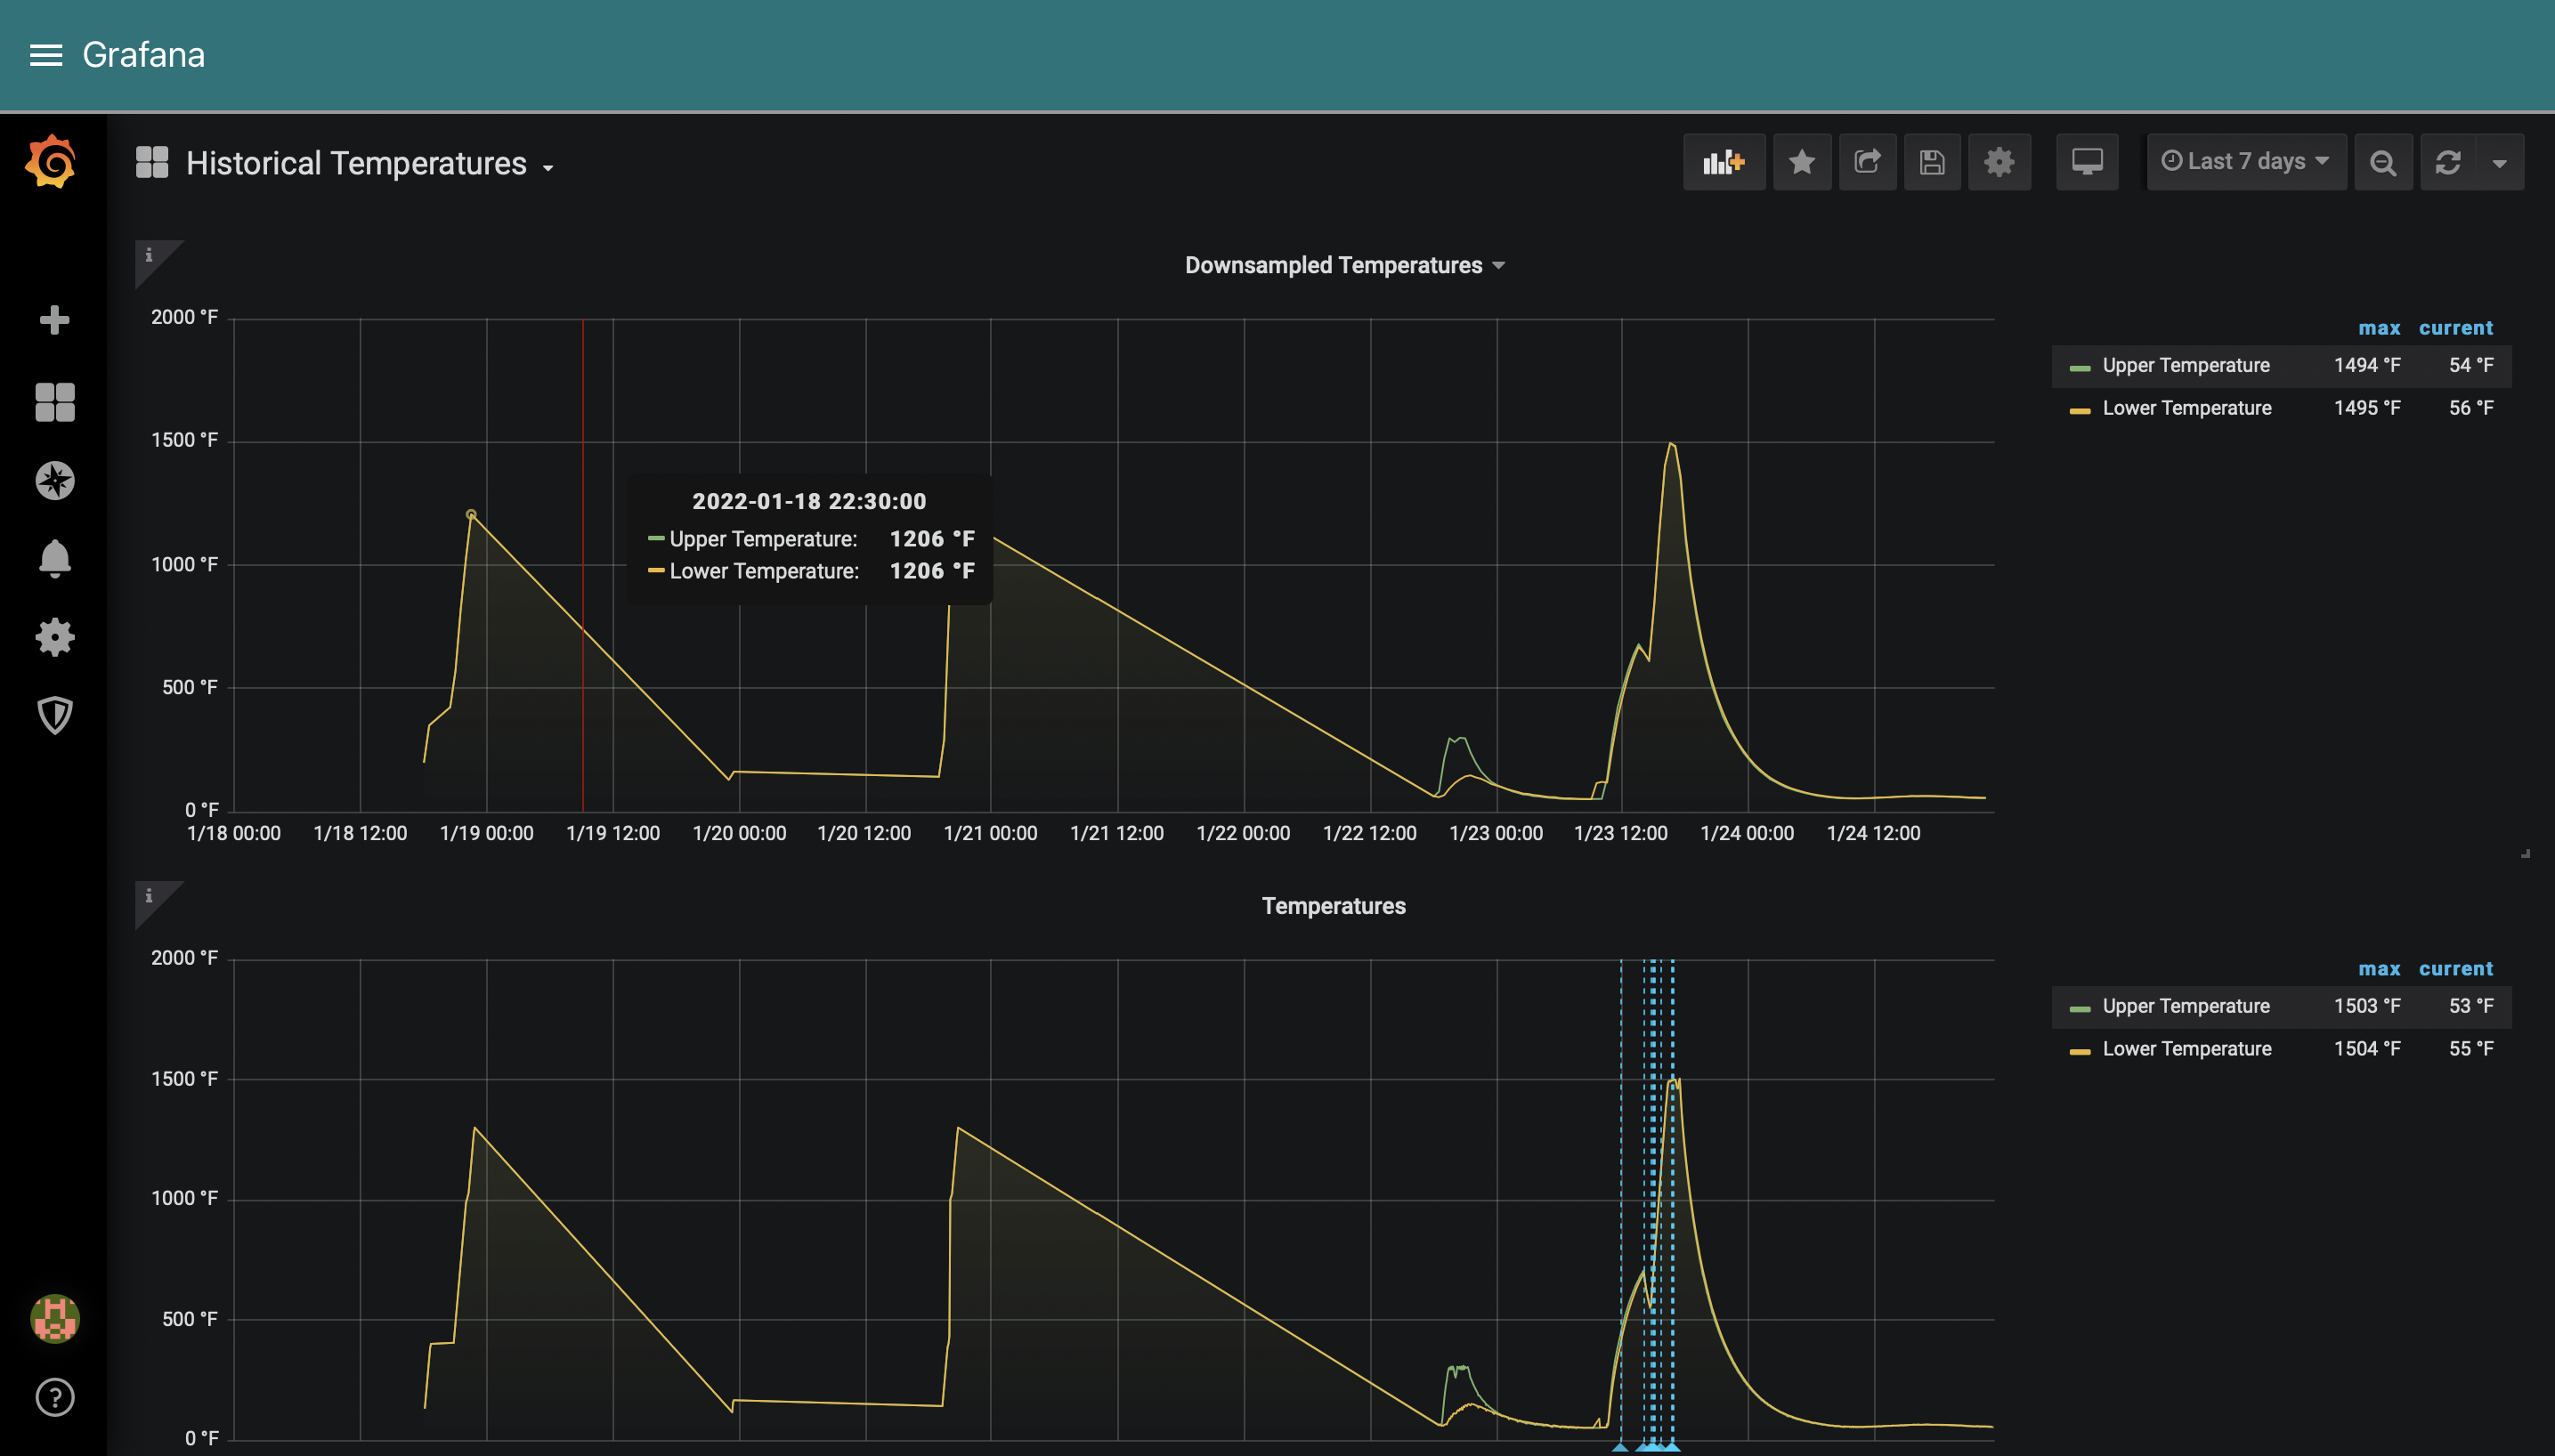 Grafana
Historical Temperatures
Last 7 days
i
Downsampled Temperatures
2000 °F
1500 °F
1000 °F
500 °F
0 °F
1/18 00:00 1/18 12:00 1/19 00:00 1/19 12:00 1/20 00:00 1/20 12:00 1/21 00:00 1/21 12:00 1/22 00:00 1/22 12:00 1/23 00:00 1/23 12:00 1/24 00:00 1/24 12:00
2022-01-18 22:30:00
Upper Temperature: 1206 °F
Lower Temperature: 1206 °F
max current
Upper Temperature 1494 °F 54 °F
Lower Temperature 1495 °F 56 °F
i
Temperatures
2000 °F
1500 °F
1000 °F
500 °F
0 °F
max current
Upper Temperature 1503 °F 53 °F
Lower Temperature 1504 °F 55 °F
?